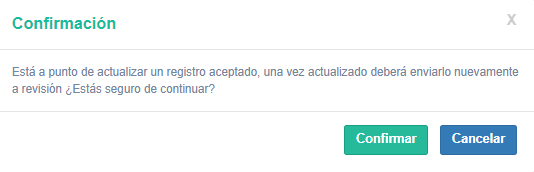 Confirmación
x
Está a punto de actualizar un registro aceptado, una vez actualizado deberá enviarlo nuevamente
a revisión ¿Estás seguro de continuar?
Confirmar
Cancelar